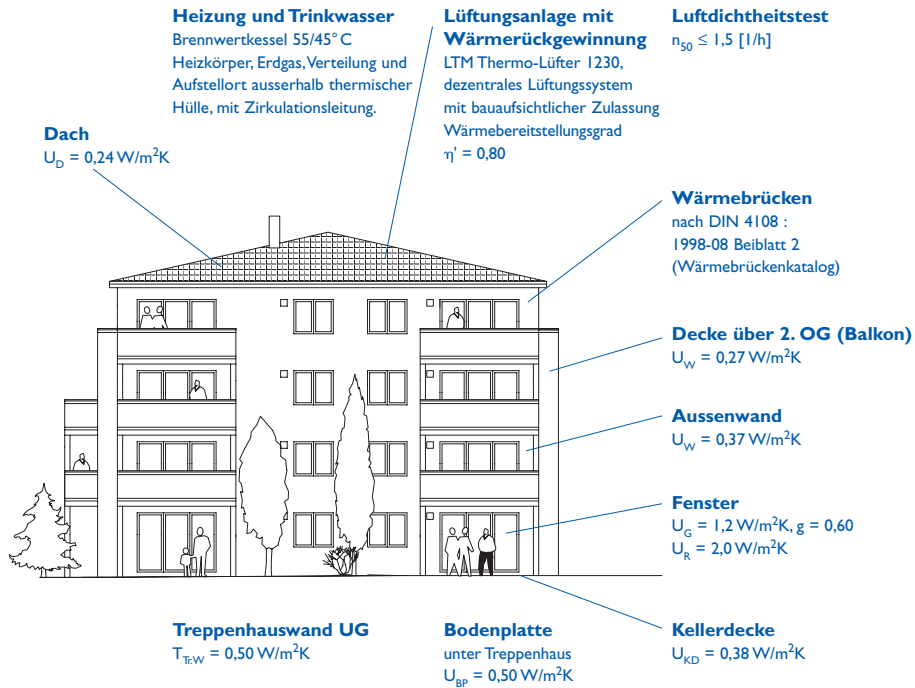 Heizung und Trinkwasser
Brennwertkessel 55/45° C
Heizkörper, Erdgas, Verteilung und
Aufstellort ausserhalb thermischer
Hülle, mit Zirkulationsleitung.
Lüftungsanlage mit
Wärmerückgewinnung
LTM Thermo-Lüfter 1230,
dezentrales Lüftungssystem
mit bauaufsichtlicher Zulassung
Wärmebereitstellungsgrad
η' = 0,80
Luftdichtheitstest
n50 ≤ 1,5 [1/h]
Dach
UD = 0,24 W/m²K
Wärmebrücken
nach DIN 4108 :
1998-08 Beiblatt 2
(Wärmebrückenkatalog)
Decke über 2. OG (Balkon)
UW = 0,27 W/m²K
Aussenwand
UW = 0,37 W/m²K
Fenster
UG = 1,2 W/m²K, g = 0,60
UR = 2,0 W/m²K
Treppenhauswand UG
TTr.W = 0,50 W/m²K
Bodenplatte
unter Treppenhaus
UBP = 0,50 W/m²K
Kellerdecke
UKD = 0,38 W/m²K